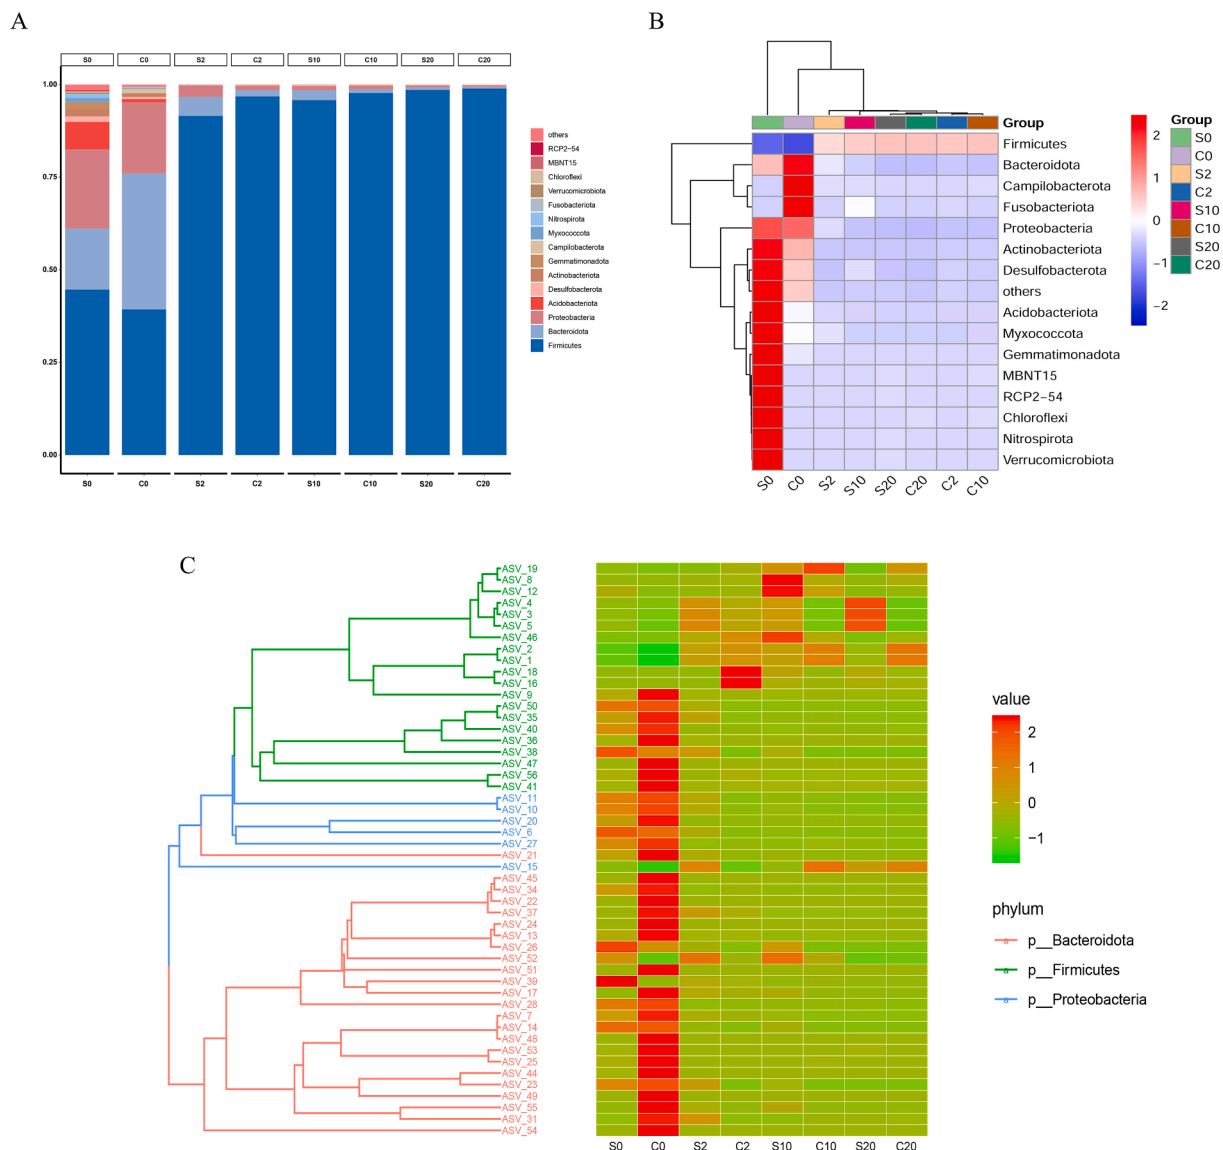 A
S0 C0 S2 C2 S10 C10 S20 C20
1.00
0.75
0.50
0.25
0.00
S0 C0 S2 C2 S10 C10 S20 C20
others
RCP2−54
MBNT15
Chloroflexi
Verrucomicrobiota
Fusobacteriota
Nitrospirota
Myxococcota
Campilobacterota
Gemmatimonadota
Actinobacteriota
Desulfobacterota
Acidobacteriota
Proteobacteria
Bacteroidota
Firmicutes
B
Group
Firmicutes
Bacteroidota
Campilobacterota
Fusobacteriota
Proteobacteria
Actinobacteriota
Desulfobacterota
others
Acidobacteriota
Myxococcota
Gemmatimonadota
MBNT15
RCP2−54
Chloroflexi
Nitrospirota
Verrucomicrobiota
S0 C0 S2 S10 S20 C20 C2 C10
2
1
0
−1
−2
Group
S0
C0
S2
C2
S10
C10
S20
C20
C
ASV_19
ASV_8
ASV_12
ASV_4
ASV_3
ASV_5
ASV_46
ASV_2
ASV_1
ASV_18
ASV_16
ASV_9
ASV_50
ASV_35
ASV_40
ASV_36
ASV_38
ASV_47
ASV_56
ASV_41
ASV_11
ASV_10
ASV_20
ASV_6
ASV_27
ASV_21
ASV_15
ASV_45
ASV_34
ASV_22
ASV_37
ASV_24
ASV_13
ASV_26
ASV_52
ASV_51
ASV_39
ASV_17
ASV_28
ASV_7
ASV_14
ASV_48
ASV_53
ASV_25
ASV_44
ASV_23
ASV_49
ASV_55
ASV_31
ASV_54
S0 C0 S2 C2 S10 C10 S20 C20
value
2
1
0
−1
phylum
p__Bacteroidota
p__Firmicutes
p__Proteobacteria